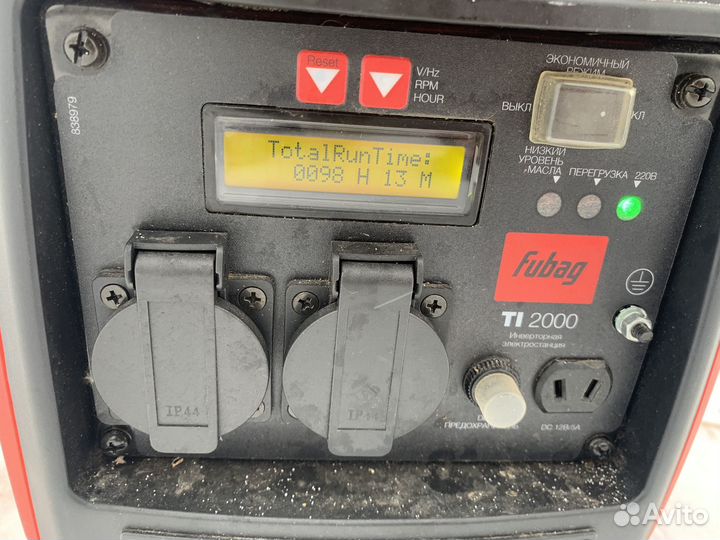 Reset
V/Hz
RPM
HOUR
ЭКОНОМИЧНЫЙ
РЕЖИМ
ВЫКЛ
КЛ
838979
TotalRunTime:
0098 H 13 M
НИЗКИЙ
УРОВЕНЬ
МАСЛА
ПЕРЕГРУЗКА
220В
Fubag
TI 2000
Инверторная
электростанция
IP44
IP44
DC 12В/5А
Avito